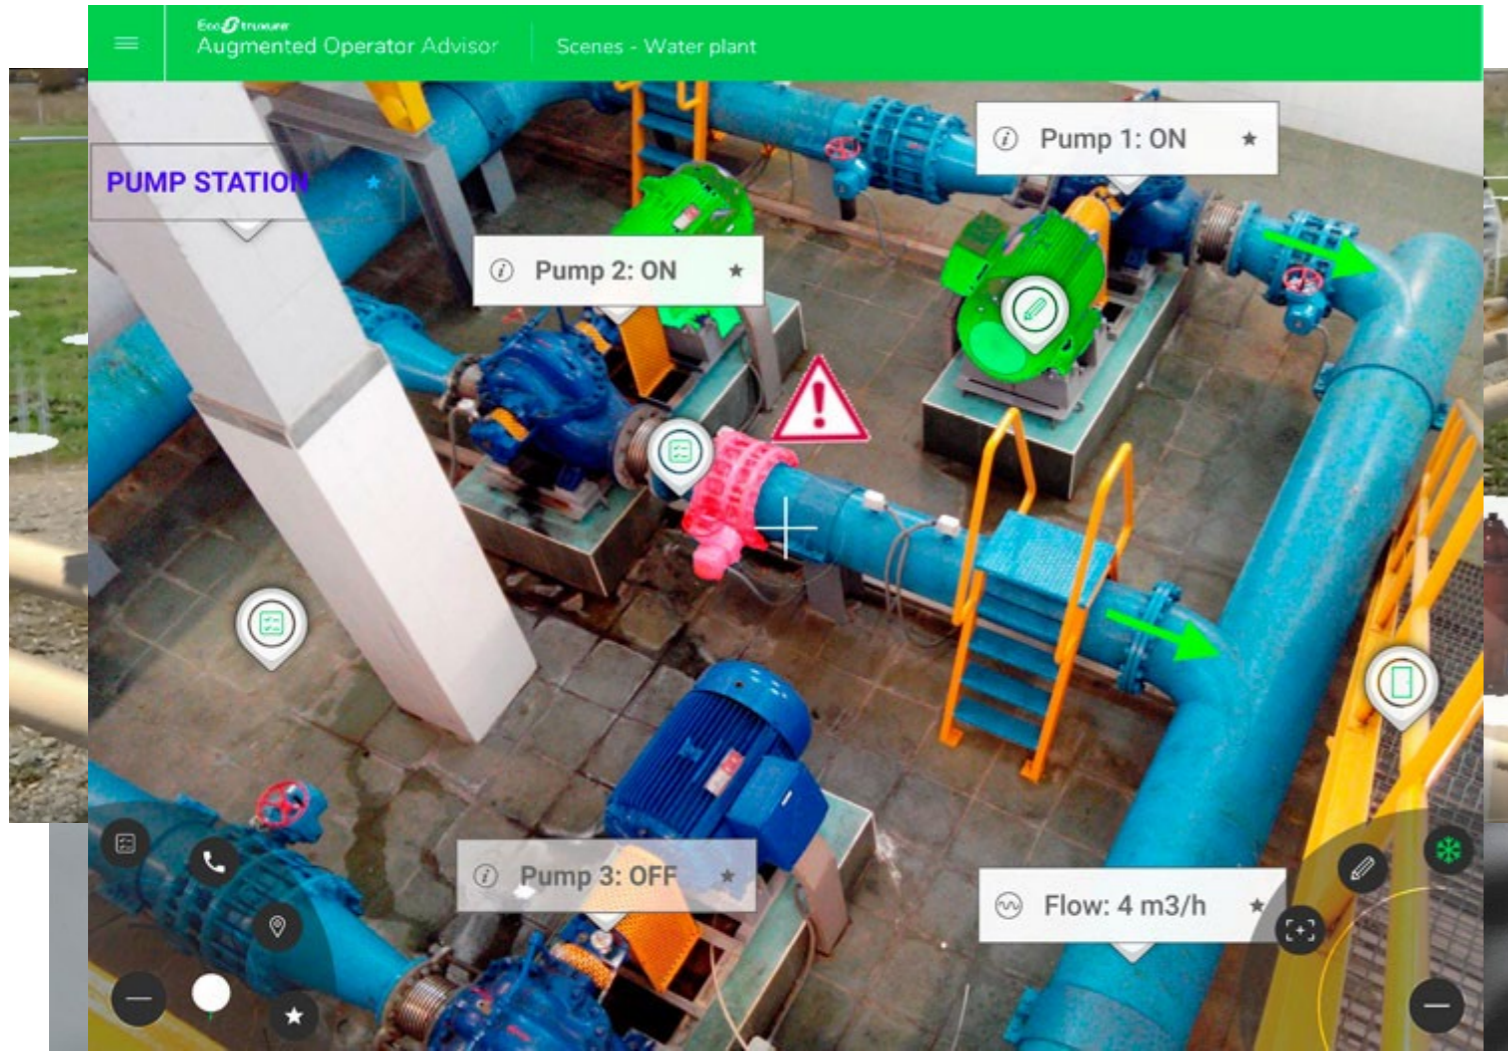 EcoStruxure
Augmented Operator Advisor
Scenes - Water plant
PUMP STATION
Pump 1: ON
Pump 2: ON
Pump 3: OFF
Flow: 4 m3/h